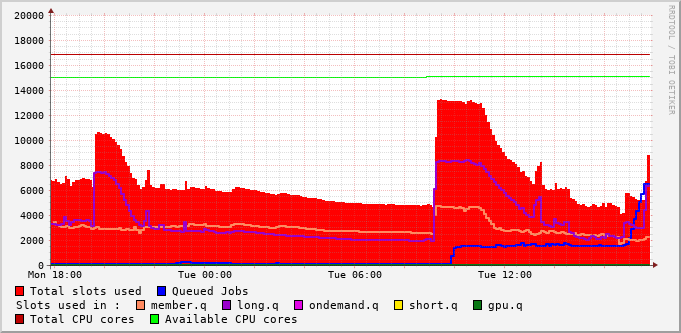 20000
18000
16000
14000
12000
10000
8000
6000
4000
2000
0
Mon 18:00 Tue 00:00 Tue 06:00 Tue 12:00
RRDTOOL / TOBI OETIKER
Total slots used Queued Jobs
Slots used in : member.q long.q ondemand.q short.q gpu.q
Total CPU cores Available CPU cores